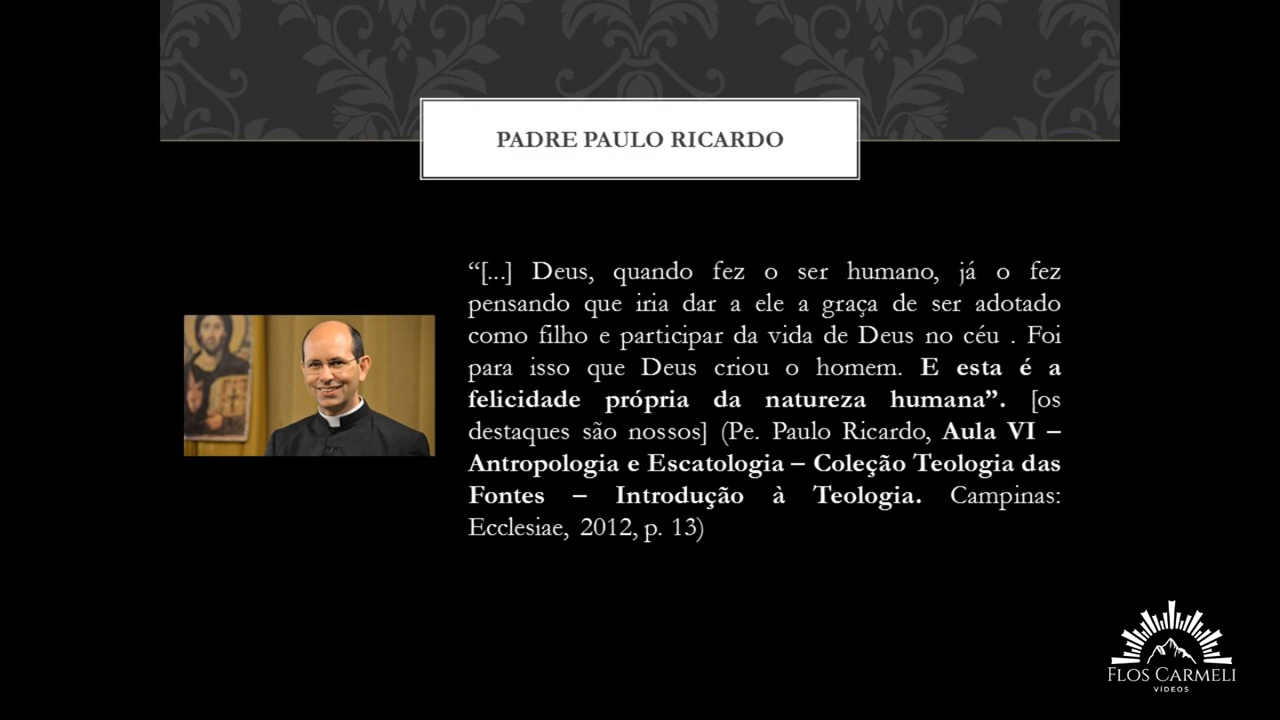 PADRE PAULO RICARDO
“[...] Deus, quando fez o ser humano, já o fez
pensando que iria dar a ele a graça de ser adotado
como filho e participar da vida de Deus no céu . Foi
para isso que Deus criou o homem. E esta é a
felicidade própria da natureza humana”. [os
destaques são nossos] (Pe. Paulo Ricardo, Aula VI –
Antropologia e Escatologia – Coleção Teologia das
Fontes – Introdução à Teologia. Campinas:
Ecclesiae, 2012, p. 13)
FLOS CARMELI
VÍDEOS